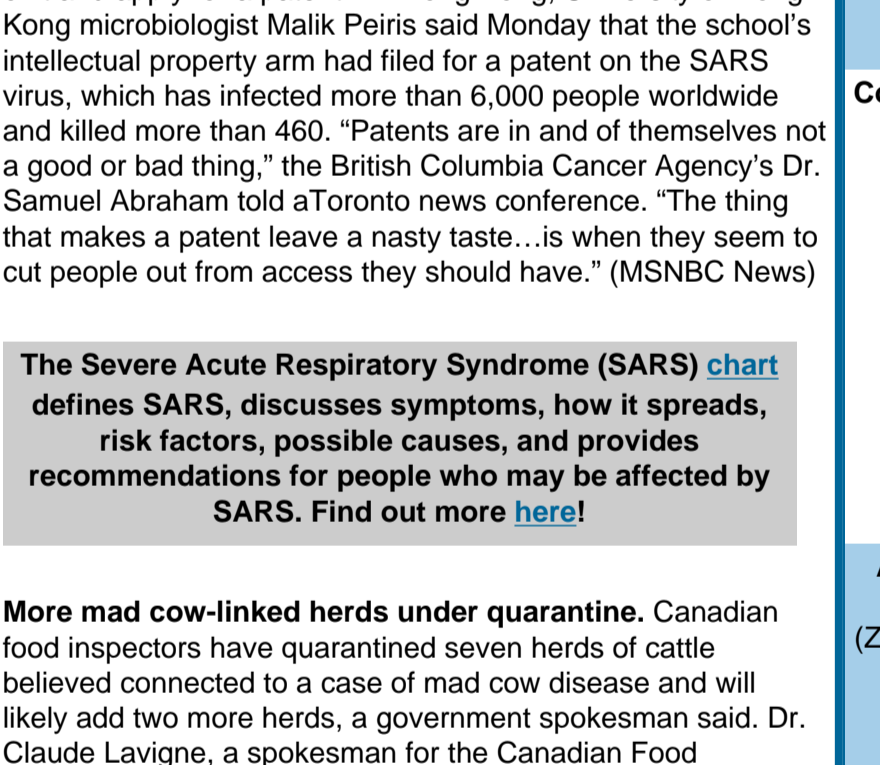 Kong microbiologist Malik Peiris said Monday that the school’s
intellectual property arm had filed for a patent on the SARS
virus, which has infected more than 6,000 people worldwide
and killed more than 460. “Patents are in and of themselves not
a good or bad thing,” the British Columbia Cancer Agency’s Dr.
Samuel Abraham told aToronto news conference. “The thing
that makes a patent leave a nasty taste…is when they seem to
cut people out from access they should have.” (MSNBC News)
The Severe Acute Respiratory Syndrome (SARS) chart
defines SARS, discusses symptoms, how it spreads,
risk factors, possible causes, and provides
recommendations for people who may be affected by
SARS. Find out more here!
More mad cow-linked herds under quarantine. Canadian
food inspectors have quarantined seven herds of cattle
believed connected to a case of mad cow disease and will
likely add two more herds, a government spokesman said. Dr.
Claude Lavigne, a spokesman for the Canadian Food